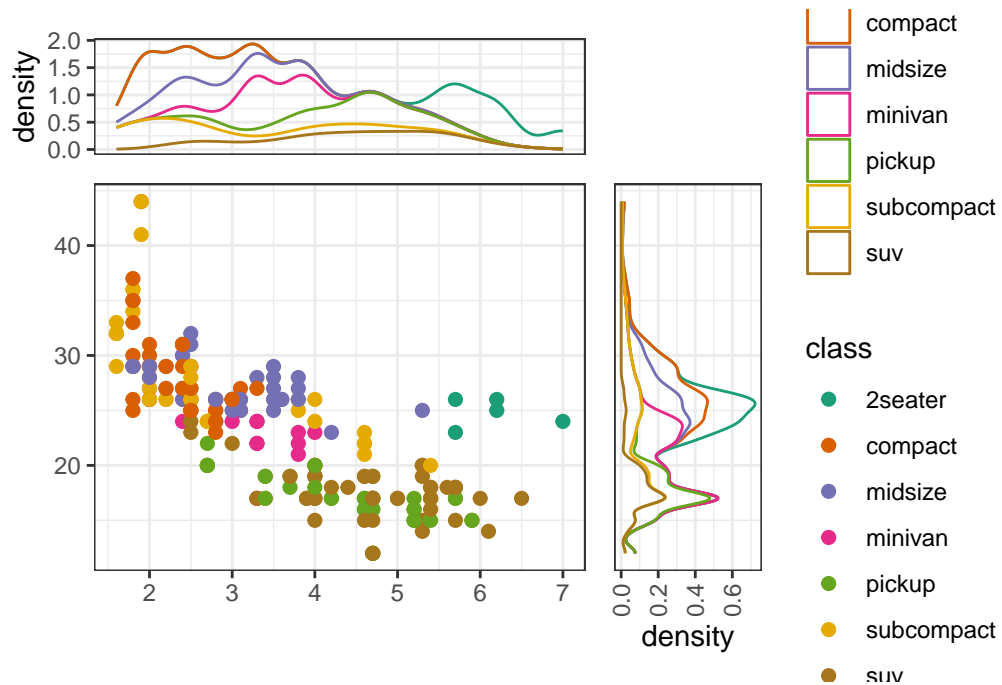 density
2.0
1.5
1.0
0.5
0.0
40
30
20
2 3 4 5 6 7
0.0 0.2 0.4 0.6
density
compact
midsize
minivan
pickup
subcompact
suv
class
2seater
compact
midsize
minivan
pickup
subcompact
suv